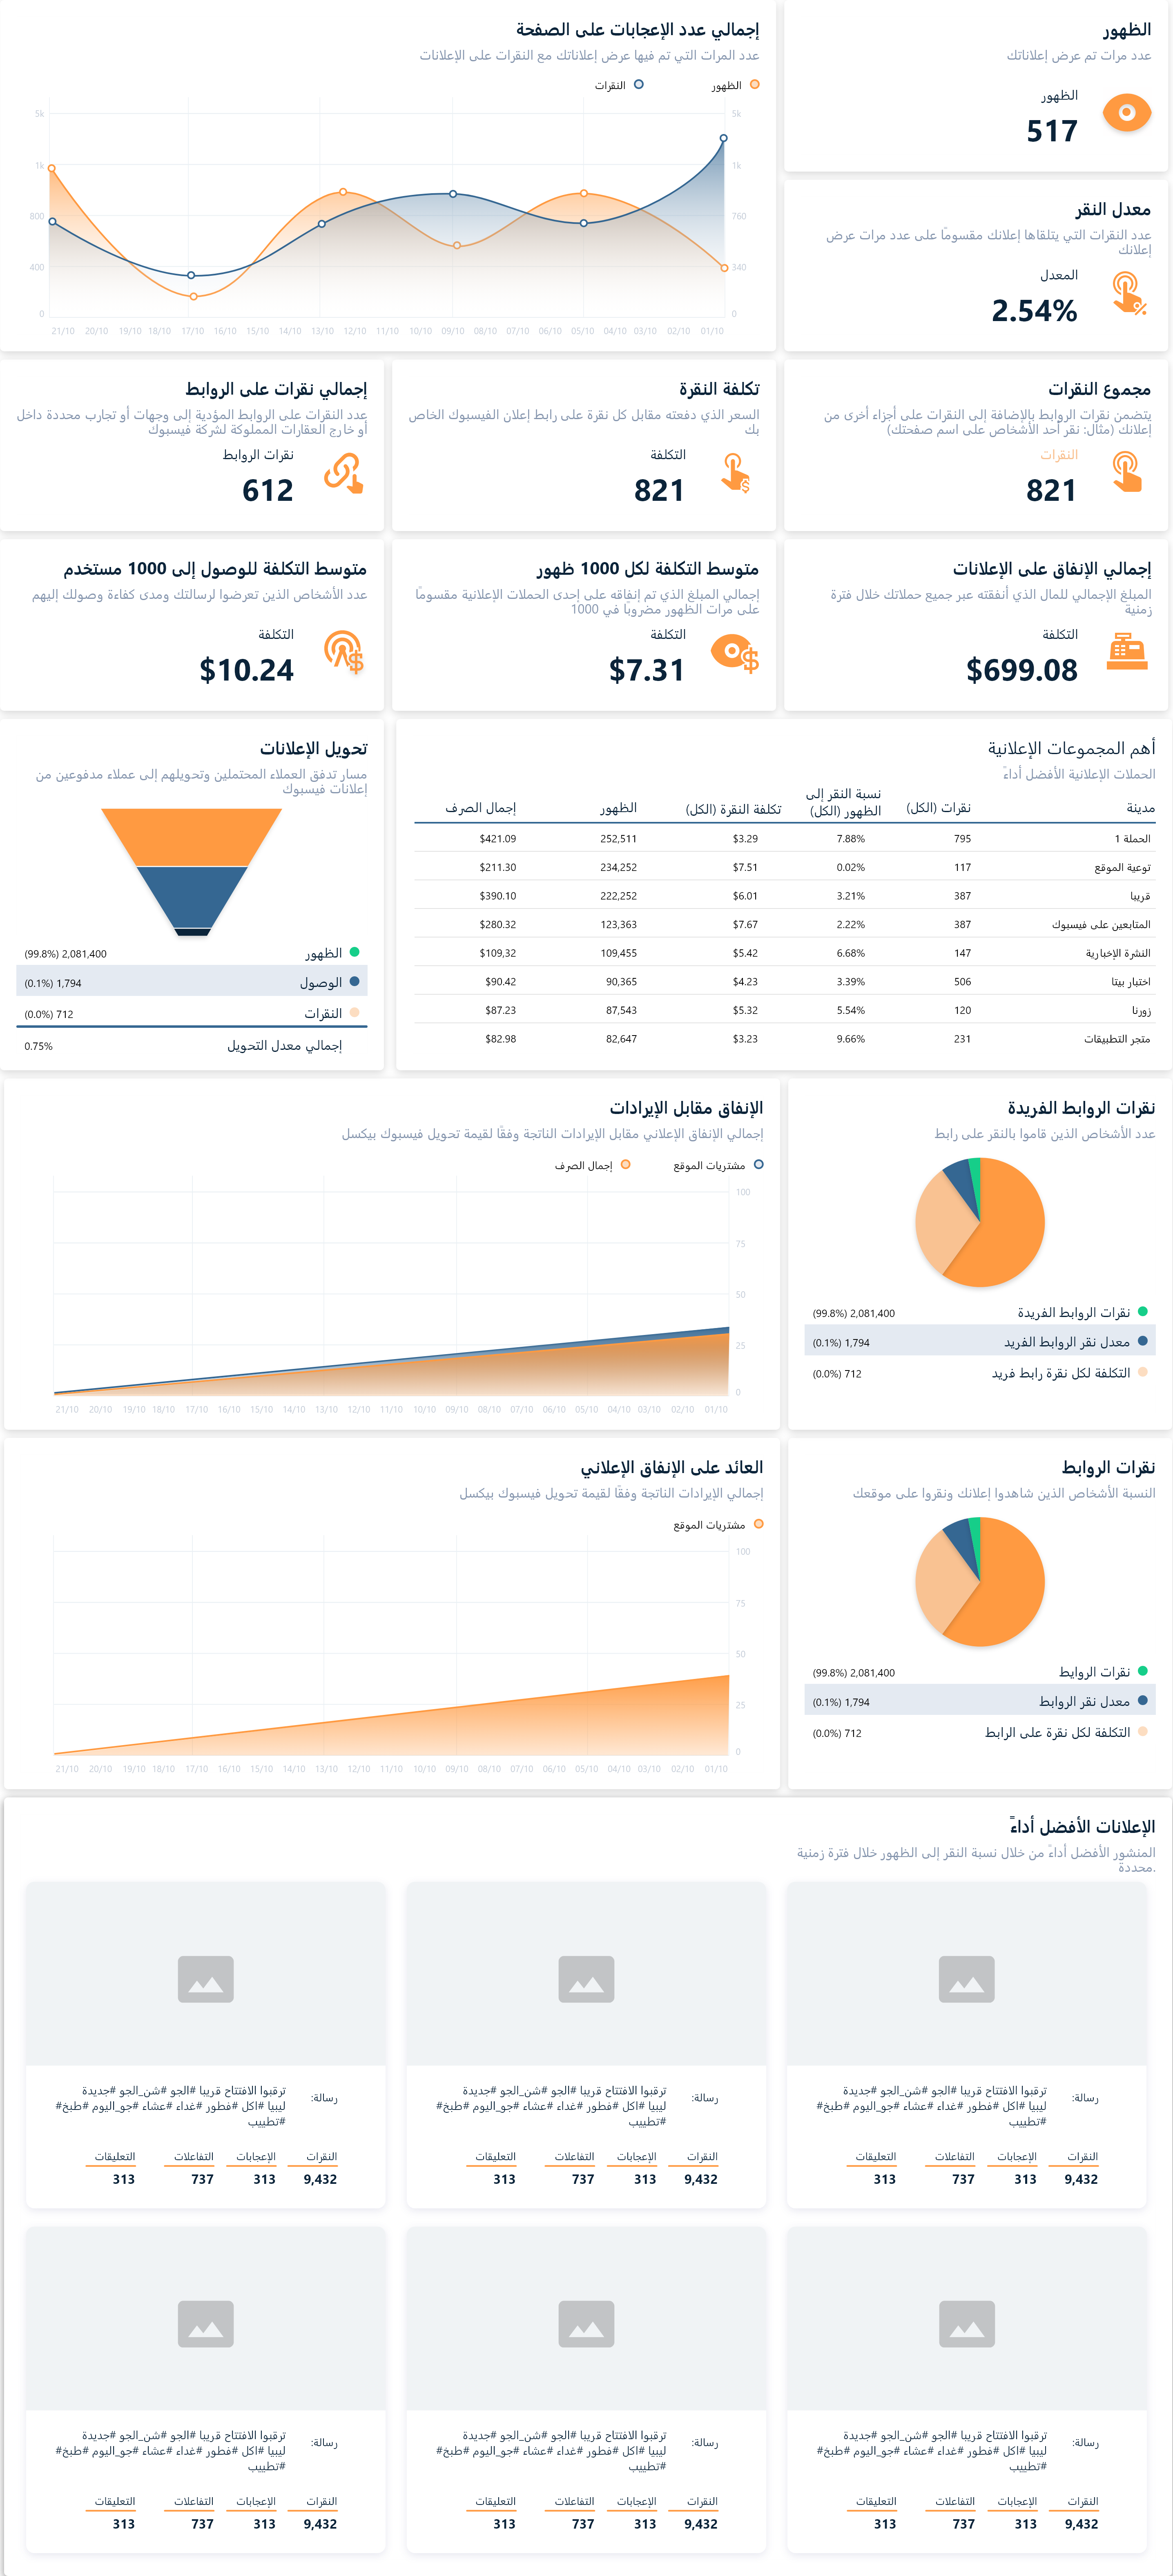 الظهور
عدد مرات تم عرض إعلاناتك
الظهور
517
إجمالي عدد الإعجابات على الصفحة
عدد المرات التي تم فيها عرض إعلاناتك مع النقرات على الإعلانات
الظهور النقرات
5k 5k
1k 1k
760 800
340 400
0 0
21/10 20/10 19/10 18/10 17/10 16/10 15/10 14/10 13/10 12/10 11/10 10/10 09/10 08/10 07/10 06/10 05/10 04/10 03/10 02/10 01/10
معدل النقر
عدد النقرات التي يتلقاها إعلانك مقسومًا على عدد مرات عرض
إعلانك
المعدل
2.54%
مجموع النقرات
يتضمن نقرات الروابط بالإضافة إلى النقرات على أجزاء أخرى من
إعلانك (مثال: نقر أحد الأشخاص على اسم صفحتك)
النقرات
821
تكلفة النقرة
السعر الذي دفعته مقابل كل نقرة على رابط إعلان الفيسبوك الخاص
بك
التكلفة
821
إجمالي نقرات على الروابط
عدد النقرات على الروابط المؤدية إلى وجهات أو تجارب محددة داخل
أو خارج العقارات المملوكة لشركة فيسبوك
نقرات الروابط
612
إجمالي الإنفاق على الإعلانات
المبلغ الإجمالي للمال الذي أنفقته عبر جميع حملاتك خلال فترة
زمنية
التكلفة
$699.08
متوسط التكلفة لكل 1000 ظهور
إجمالي المبلغ الذي تم إنفاقه على إحدى الحملات الإعلانية مقسومًا
على مرات الظهور مضروبًا في 1000
التكلفة
$7.31
متوسط التكلفة للوصول إلى 1000 مستخدم
عدد الأشخاص الذين تعرضوا لرسالتك ومدى كفاءة وصولك إليهم
التكلفة
$10.24
أهم المجموعات الإعلانية
الحملات الإعلانية الأفضل أداءً
مدينة نقرات (الكل) نسبة النقر إلى الظهور (الكل) تكلفة النقرة (الكل) الظهور إجمال الصرف
الحملة 1 795 7.88% $3.29 252,511 $421.09
توعية الموقع 117 0.02% $7.51 234,252 $211.30
قريبا 387 3.21% $6.01 222,252 $390.10
المتابعين على فيسبوك 387 2.22% $7.67 123,363 $280.32
النشرة الإخبارية 147 6.68% $5.42 109,455 $109,32
اختبار بيتا 506 3.39% $4.23 90,365 $90.42
زورنا 120 5.54% $5.32 87,543 $87.23
متجر التطبيقات 231 9.66% $3.23 82,647 $82.98
تحويل الإعلانات
مسار تدفق العملاء المحتملين وتحويلهم إلى عملاء مدفوعين من
إعلانات فيسبوك
الظهور 2,081,400 (99.8%)
الوصول 1,794 (0.1%)
النقرات 712 (0.0%)
إجمالي معدل التحويل 0.75%
نقرات الروابط الفريدة
عدد الأشخاص الذين قاموا بالنقر على رابط
نقرات الروابط الفريدة 2,081,400 (99.8%)
معدل نقر الروابط الفريد 1,794 (0.1%)
التكلفة لكل نقرة رابط فريد 712 (0.0%)
الإنفاق مقابل الإيرادات
إجمالي الإنفاق الإعلاني مقابل الإيرادات الناتجة وفقًا لقيمة تحويل فيسبوك بيكسل
مشتريات الموقع إجمال الصرف
100
75
50
25
0
21/10 20/10 19/10 18/10 17/10 16/10 15/10 14/10 13/10 12/10 11/10 10/10 09/10 08/10 07/10 06/10 05/10 04/10 03/10 02/10 01/10
نقرات الروابط
النسبة الأشخاص الذين شاهدوا إعلانك ونقروا على موقعك
نقرات الروابط 2,081,400 (99.8%)
معدل نقر الروابط 1,794 (0.1%)
التكلفة لكل نقرة على الرابط 712 (0.0%)
العائد على الإنفاق الإعلاني
إجمالي الإيرادات الناتجة وفقًا لقيمة تحويل فيسبوك بيكسل
مشتريات الموقع
100
75
50
25
0
21/10 20/10 19/10 18/10 17/10 16/10 15/10 14/10 13/10 12/10 11/10 10/10 09/10 08/10 07/10 06/10 05/10 04/10 03/10 02/10 01/10
الإعلانات الأفضل أداءً
المنشور الأفضل أداءً من خلال نسبة النقر إلى الظهور خلال فترة زمنية
محددة.
رسالة: ترقبوا الافتتاح قريبا #الجو #شن_الجو #جديدة
ليبيا #اكل #فطور #غداء #عشاء #جو_اليوم #طبخ#
#تطبيب
النقرات الإعجابات التفاعلات التعليقات
9,432 313 737 313
رسالة: ترقبوا الافتتاح قريبا #الجو #شن_الجو #جديدة
ليبيا #اكل #فطور #غداء #عشاء #جو_اليوم #طبخ#
#تطبيب
النقرات الإعجابات التفاعلات التعليقات
9,432 313 737 313
رسالة: ترقبوا الافتتاح قريبا #الجو #شن_الجو #جديدة
ليبيا #اكل #فطور #غداء #عشاء #جو_اليوم #طبخ#
#تطبيب
النقرات الإعجابات التفاعلات التعليقات
9,432 313 737 313
رسالة: ترقبوا الافتتاح قريبا #الجو #شن_الجو #جديدة
ليبيا #اكل #فطور #غداء #عشاء #جو_اليوم #طبخ#
#تطبيب
النقرات الإعجابات التفاعلات التعليقات
9,432 313 737 313
رسالة: ترقبوا الافتتاح قريبا #الجو #شن_الجو #جديدة
ليبيا #اكل #فطور #غداء #عشاء #جو_اليوم #طبخ#
#تطبيب
النقرات الإعجابات التفاعلات التعليقات
9,432 313 737 313
رسالة: ترقبوا الافتتاح قريبا #الجو #شن_الجو #جديدة
ليبيا #اكل #فطور #غداء #عشاء #جو_اليوم #طبخ#
#تطبيب
النقرات الإعجابات التفاعلات التعليقات
9,432 313 737 313